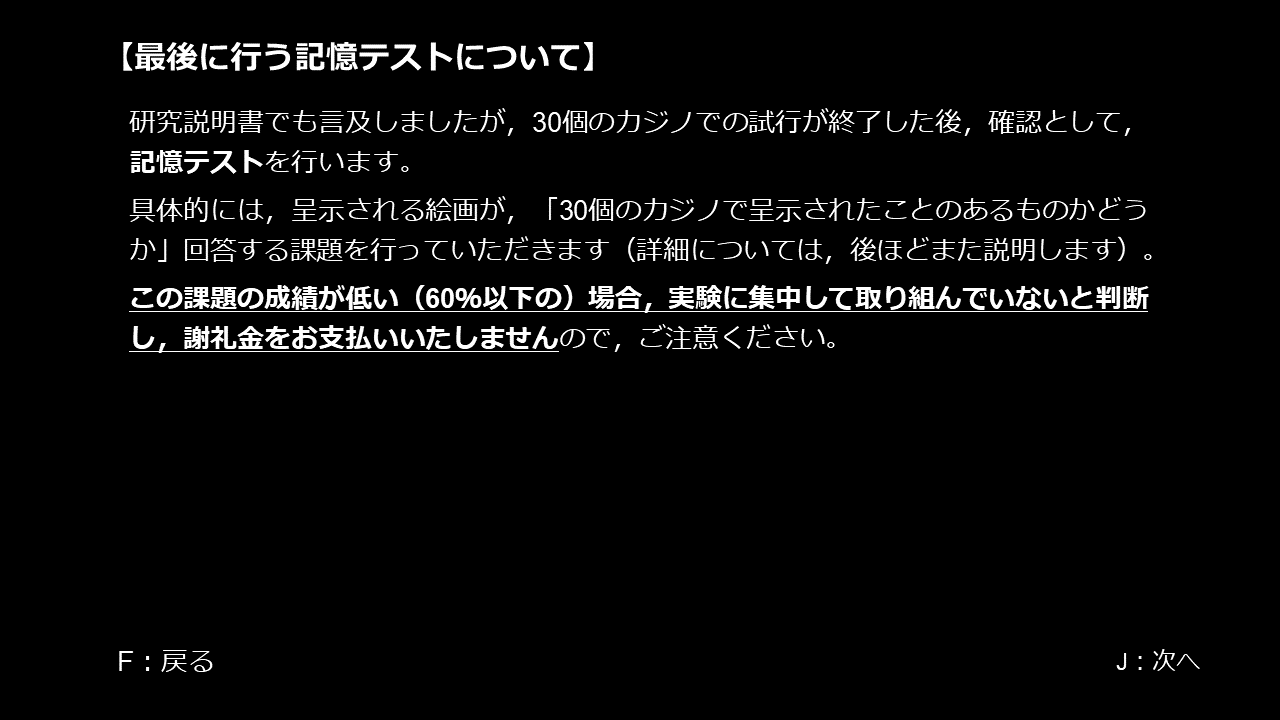 【最後に行う記憶テストについて】
研究説明書でも言及しましたが，30個のカジノでの試行が終了した後，確認として，
記憶テストを行います。
具体的には，呈示される絵画が，「30個のカジノで呈示されたことのあるものかどう
か」回答する課題を行っていただきます（詳細については，後ほどまた説明します）。
この課題の成績が低い（60%以下の）場合，実験に集中して取り組んでいないと判断
し，謝礼金をお支払いいたしませんので，ご注意ください。
F：戻る
J：次へ